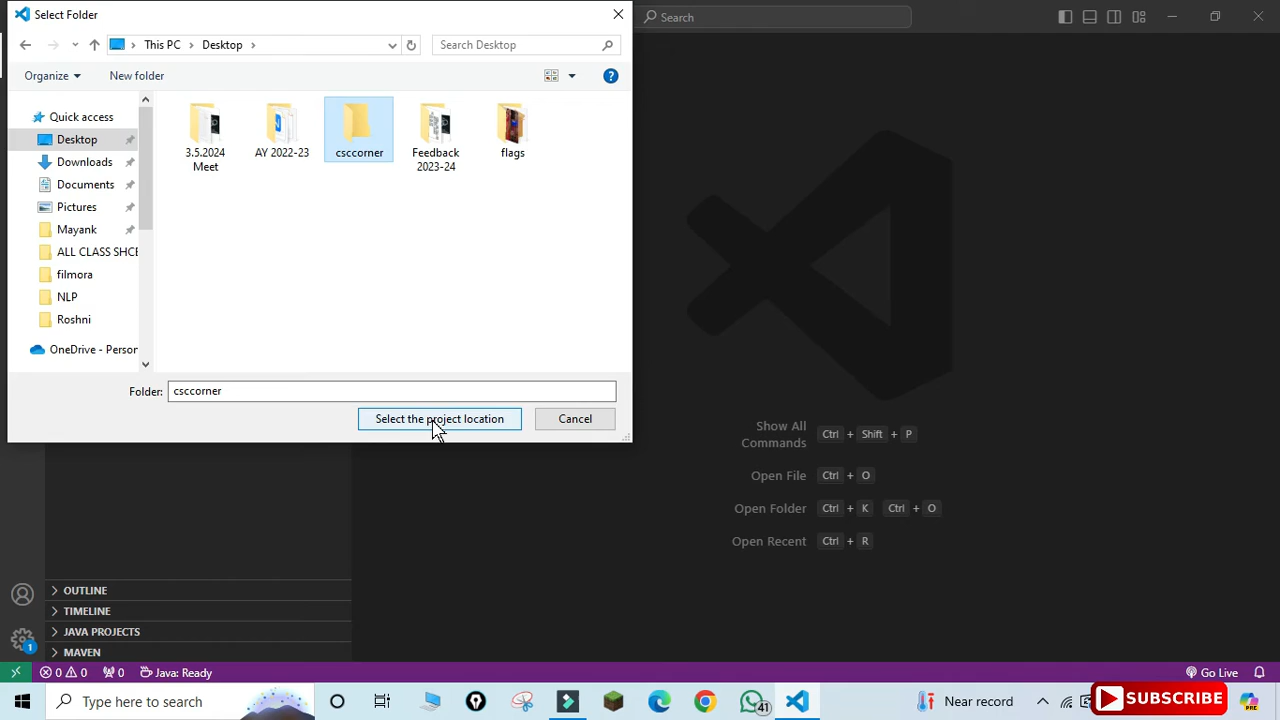 Select Folder
Search
This PC > Desktop >
Search Desktop
Organize
New folder
Quick access
Desktop
Downloads
Documents
Pictures
Mayank
ALL CLASS SHCE
filmora
NLP
Roshni
OneDrive - Person
3.5.2024
Meet
AY 2022-23
csccorner
Feedback
2023-24
flags
Folder: csccorner
Select the project location
Cancel
Show All
Commands
Ctrl + Shift + P
Open File Ctrl + O
Open Folder Ctrl + K Ctrl + O
Open Recent Ctrl + R
OUTLINE
TIMELINE
JAVA PROJECTS
MAVEN
1
0 0 0 Java: Ready
Go Live
Type here to search
41
Near record
SUBSCRIBE
PRE